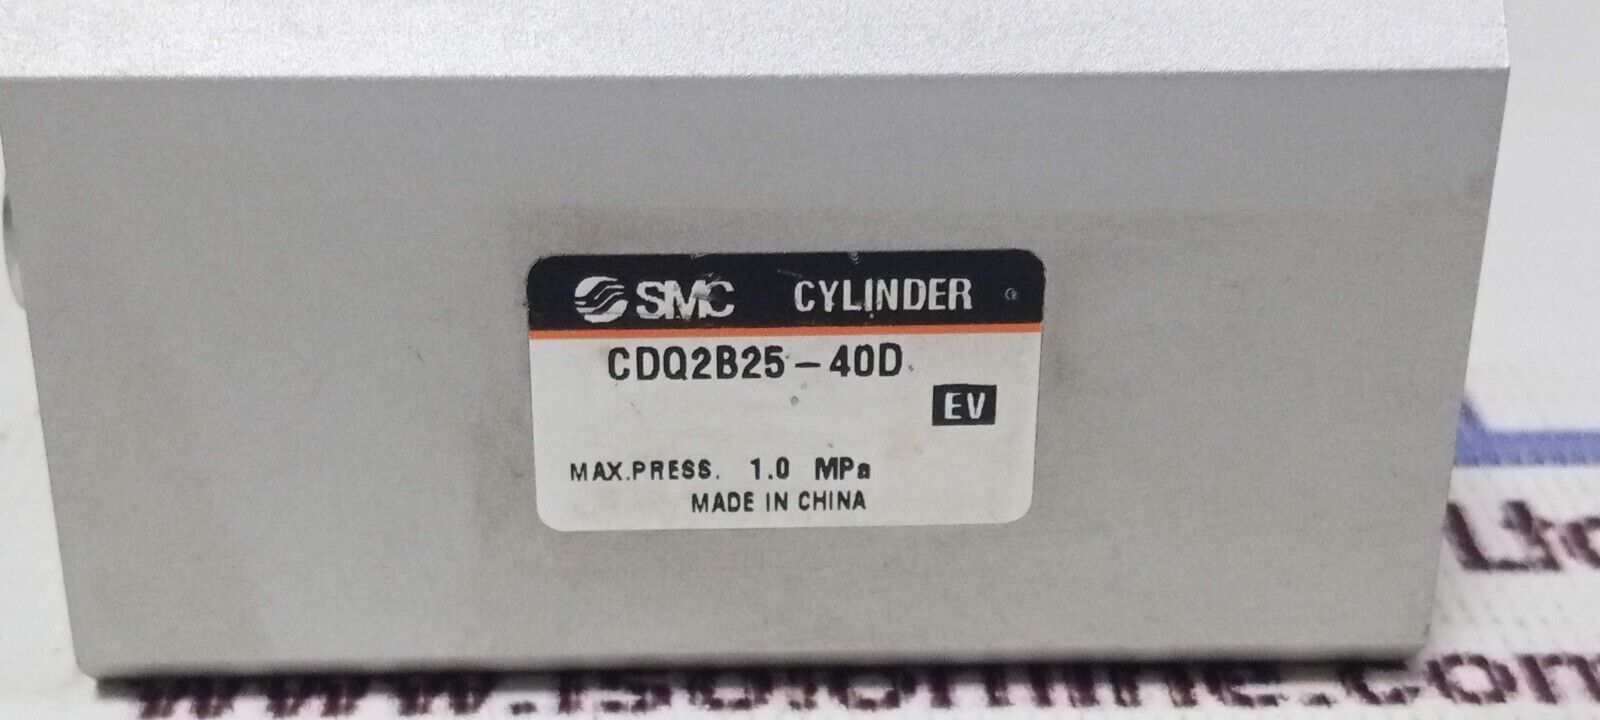 SMC CYLINDER
CDQ2B25-40D
EV
MAX.PRESS. 1.0 MPa
MADE IN CHINA